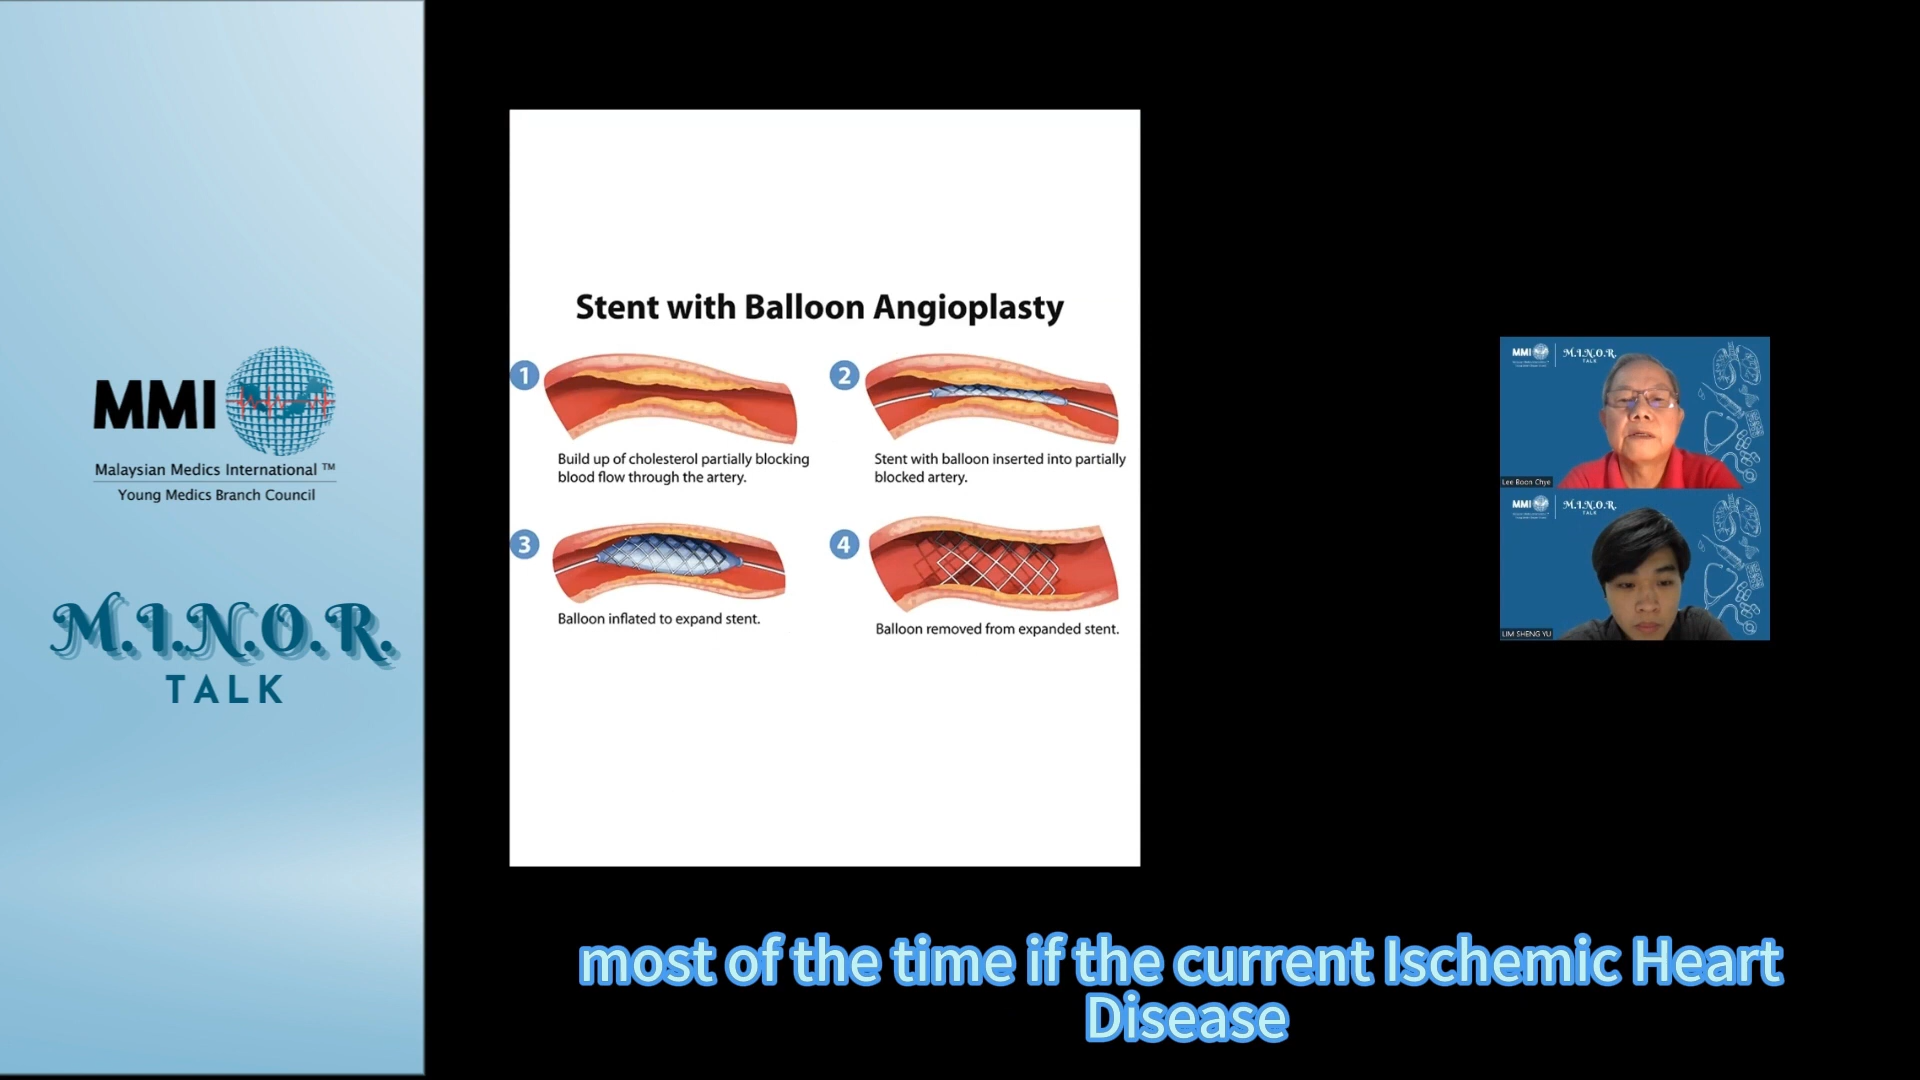 MMI
Malaysian Medics International ™
Young Medics Branch Council
M.I.N.O.R.
TALK
Stent with Balloon Angioplasty
1
Build up of cholesterol partially blocking
blood flow through the artery.
2
Stent with balloon inserted into partially
blocked artery.
3
Balloon inflated to expand stent.
4
Balloon removed from expanded stent.
MMI
M.I.N.O.R.
TALK
Lee Boon Chye
MMI
M.I.N.O.R.
TALK
LIM SHENG YU
most of the time if the current Ischemic Heart
Disease